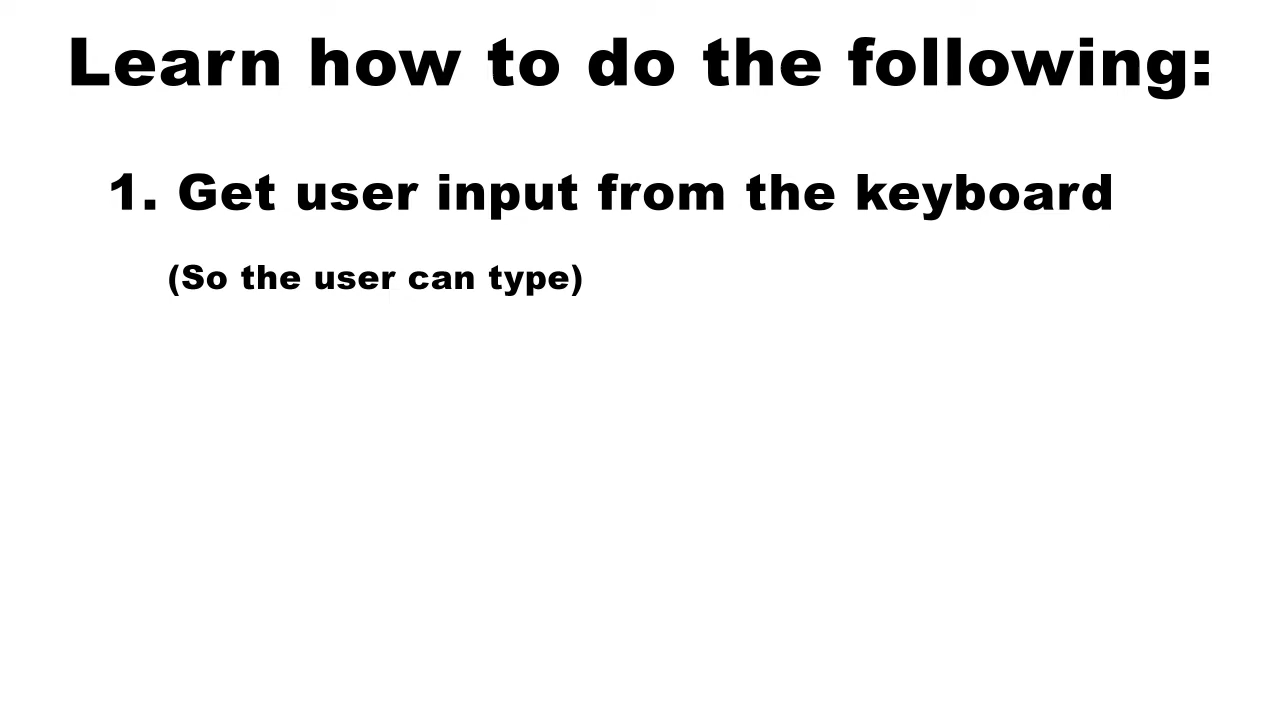 Learn how to do the following:
1. Get user input from the keyboard
(So the user can type)